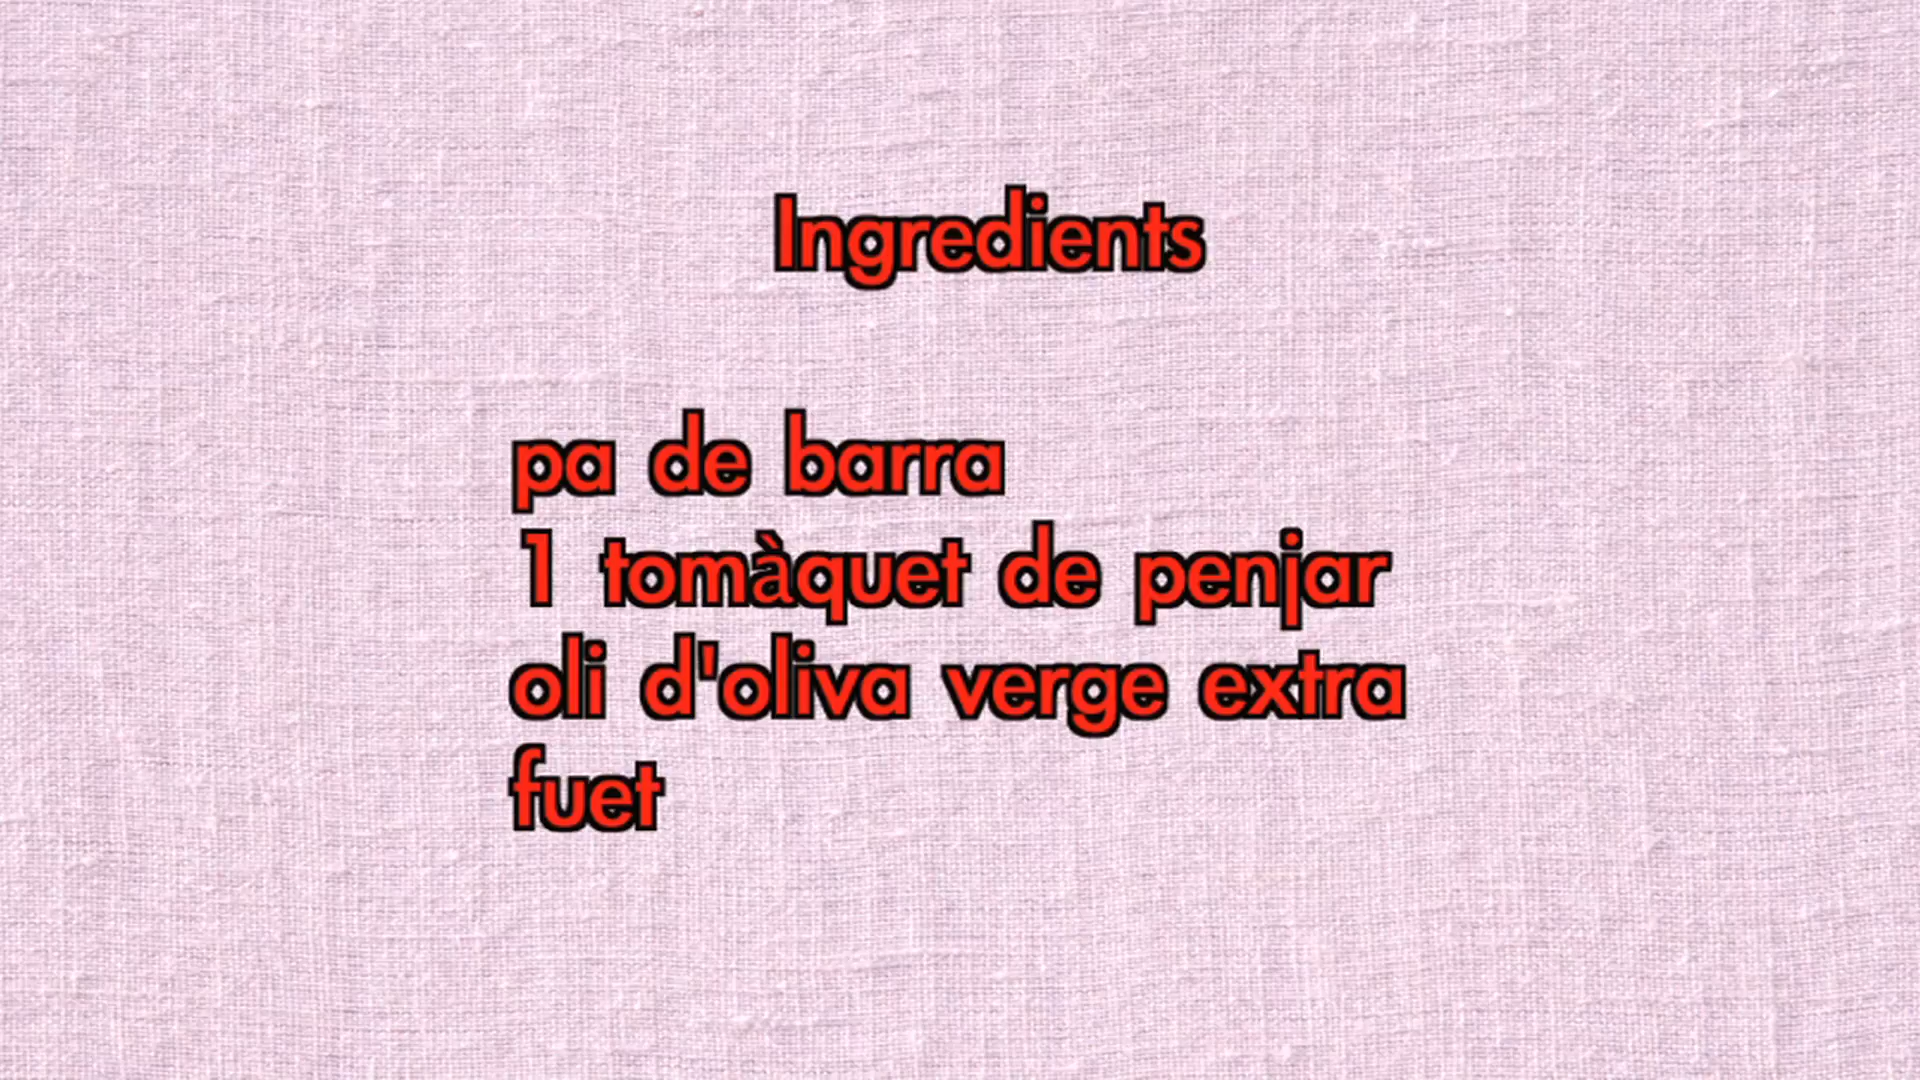 Ingredients
pa de barra
1 tomàquet de penjar
oli d'oliva verge extra
fuet